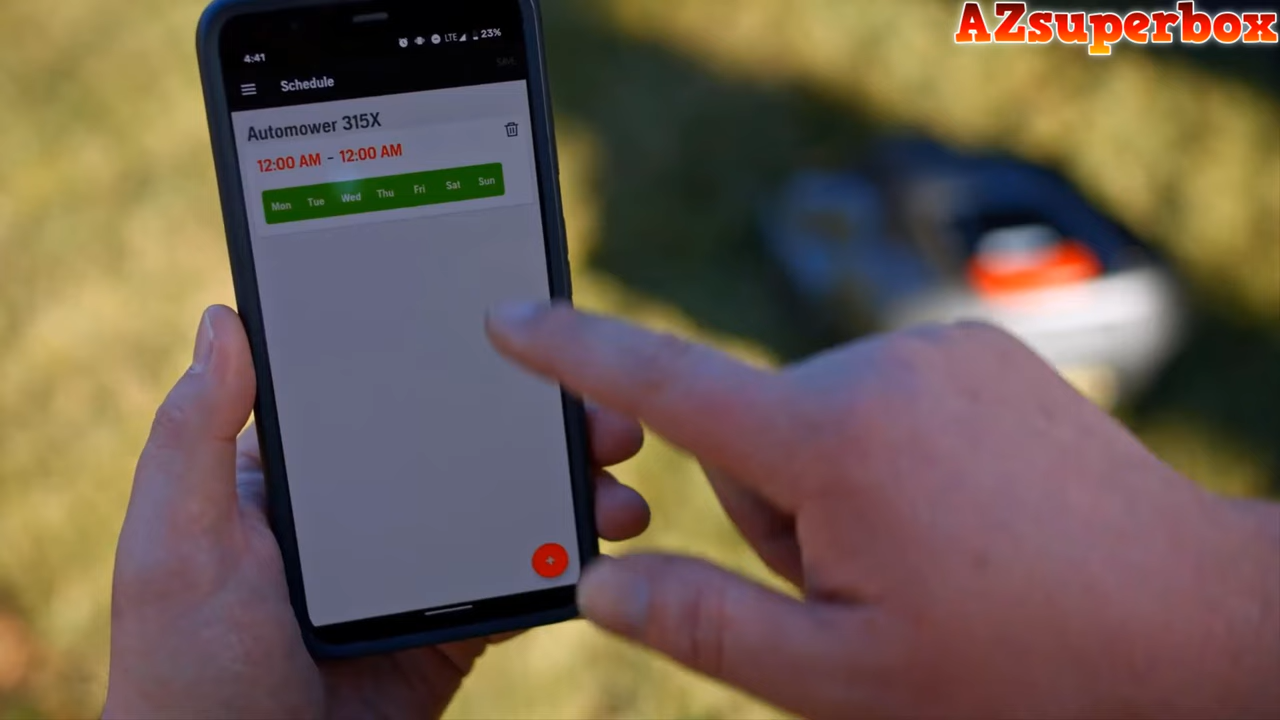 AZsuperbox
4:41
LTE
23%
Schedule
Automower 315X
12:00 AM - 12:00 AM
Mon Tue Wed Thu Fri Sat Sun
+